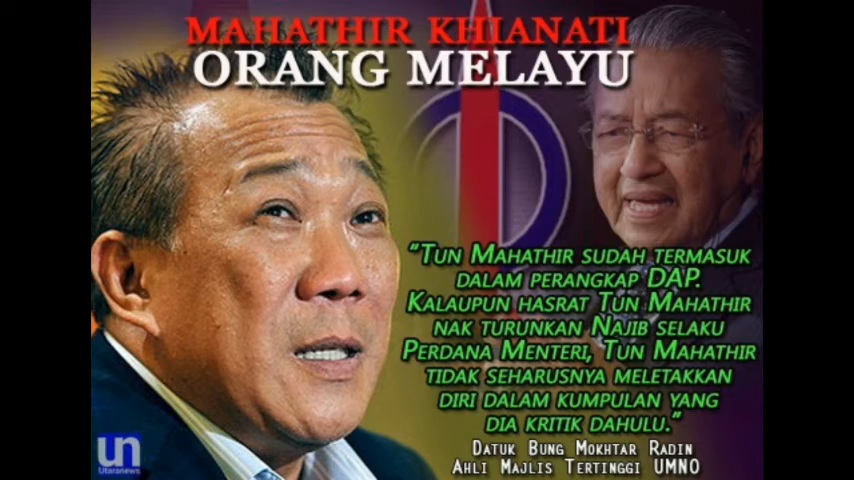 MAHATHIR KHIANATI
ORANG MELAYU
"TUN MAHATHIR SUDAH TERMASUK
DALAM PERANGKAP DAP.
KALAUPUN HASRAT TUN MAHATHIR
NAK TURUNKAN NAJIB SELAKU
PERDANA MENTERI, TUN MAHATHIR
TIDAK SEHARUSNYA MELETAKKAN
DIRI DALAM KUMPULAN YANG
DIA KRITIK DAHULU."
DATUK BUNG MOKHTAR RADIN
AHLI MAJLIS TERTINGGI UMNO
un
Utaranews